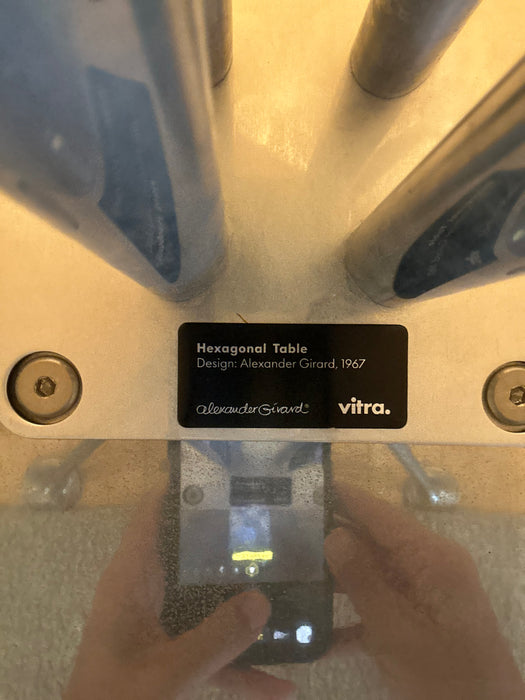 Hexagonal Table
Design: Alexander Girard, 1967
alexander Girard®
vitra.